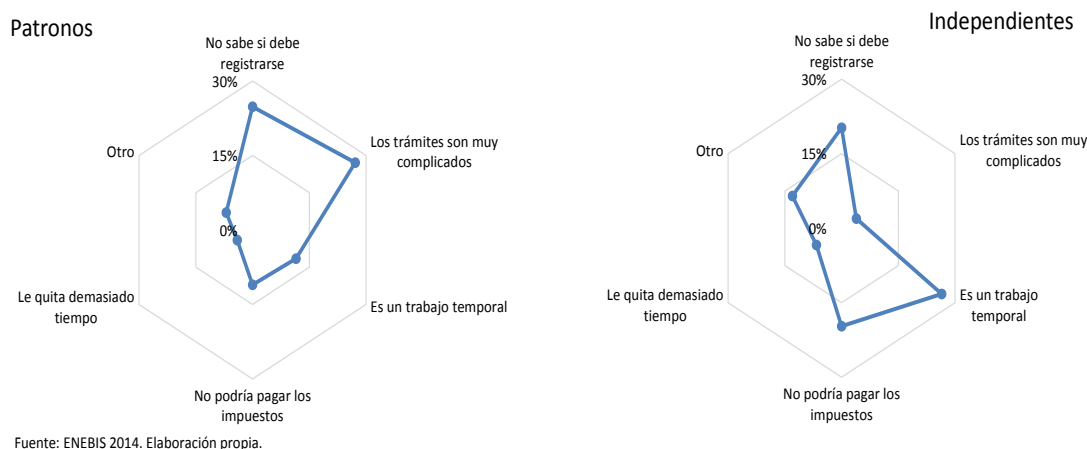 Patronos
No sabe si debe
registrarse
30%
15%
0%
Los trámites son muy
complicados
Es un trabajo temporal
No podría pagar los
impuestos
Le quita demasiado
tiempo
Otro
Independientes
No sabe si debe
registrarse
30%
15%
0%
Los trámites son muy
complicados
Es un trabajo
temporal
No podría pagar los
impuestos
Le quita demasiado
tiempo
Otro
Fuente: ENEBIS 2014. Elaboración propia.